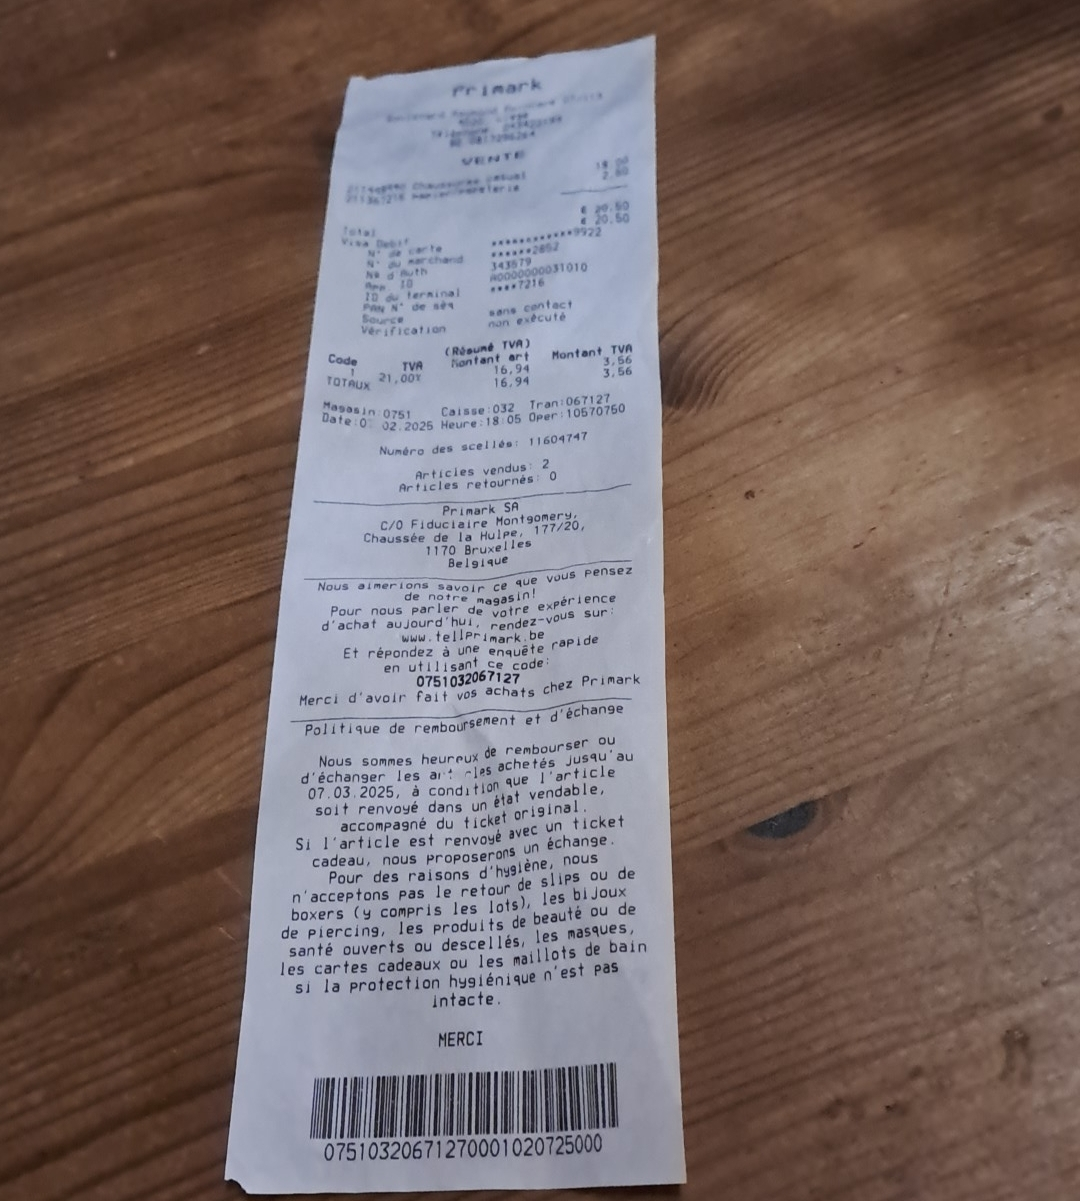 Primark
VENTE
Chaussures casual
18.00
2.50
€ 20.50
Total € 20.50
Visa Debit
N° de carte ************9922
N° du marchand ******2652
No d Auth 343679
App. ID A0000000031010
ID du terminal ****7216
PAN N° de séq
Source sans contact
Vérification non exécuté
(Résumé TVA)
Code TVA Montant art Montant TVA
1 21,00% 16,94 3,56
TOTAUX 16,94 3,56
Magasin:0751 Caisse:032 Tran:067127
02.2025 Heure:18:05 Oper:10570750
Numéro des scellés: 11604747
Articles vendus: 2
Articles retournés: 0
Primark SA
C/O Fiduciaire Montgomery,
Chaussée de la Hulpe, 177/20,
1170 Bruxelles
Belgique
Nous aimerions savoir ce que vous pensez
de notre magasin!
Pour nous parler de votre expérience
d'achat aujourd'hui, rendez-vous sur:
www.tellPrimark.be
Et répondez à une enquête rapide
en utilisant ce code:
0751032067127
Merci d'avoir fait vos achats chez Primark
Politique de remboursement et d'échange
Nous sommes heureux de rembourser ou
d'échanger les achetés jusqu'au
07.03.2025, à condition que l'article
soit renvoyé dans un état vendable,
accompagné du ticket original.
Si l'article est renvoyé avec un ticket
cadeau, nous proposerons un échange.
Pour des raisons d'hygiène, nous
n'acceptons pas le retour de slips ou de
boxers (y compris les lots), les bijoux
de piercing, les produits de beauté ou de
santé ouverts ou descellés, les masques,
les cartes cadeaux ou les maillots de bain
si la protection hygiénique n'est pas
intacte.
MERCI
07510320671270001020725000